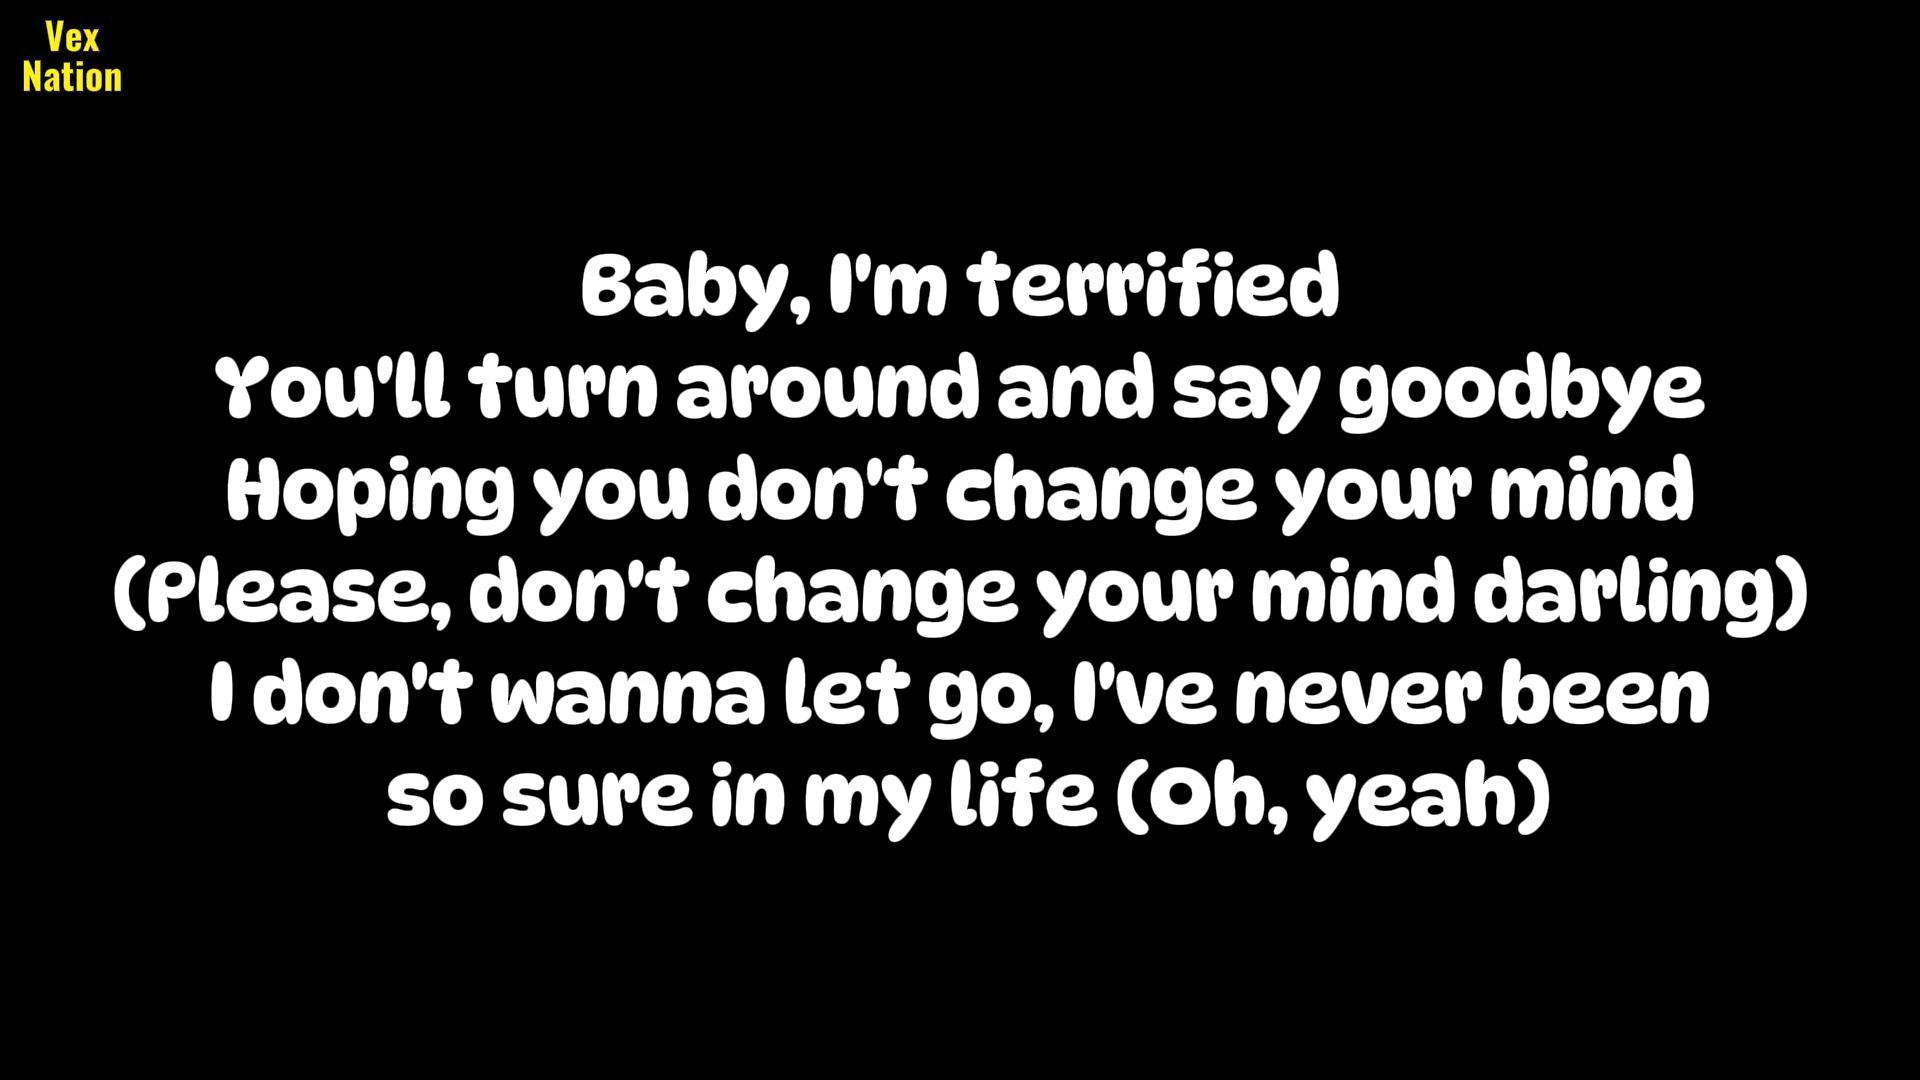 Vex
Nation
Baby, I'm terrified
You'll turn around and say goodbye
Hoping you don't change your mind
(Please, don't change your mind darling)
I don't wanna let go, I've never been
so sure in my life (Oh, yeah)